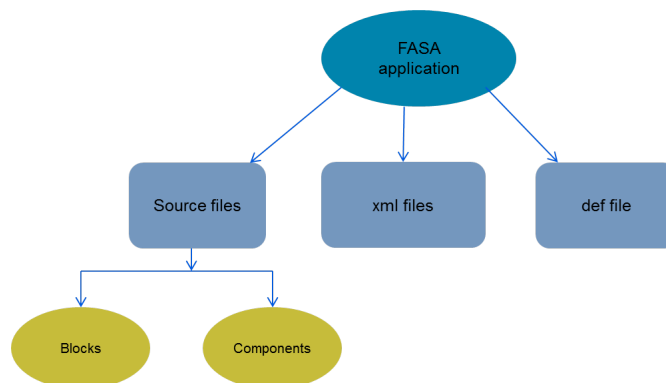 FASA
application
Source files
xml files
def file
Blocks
Components